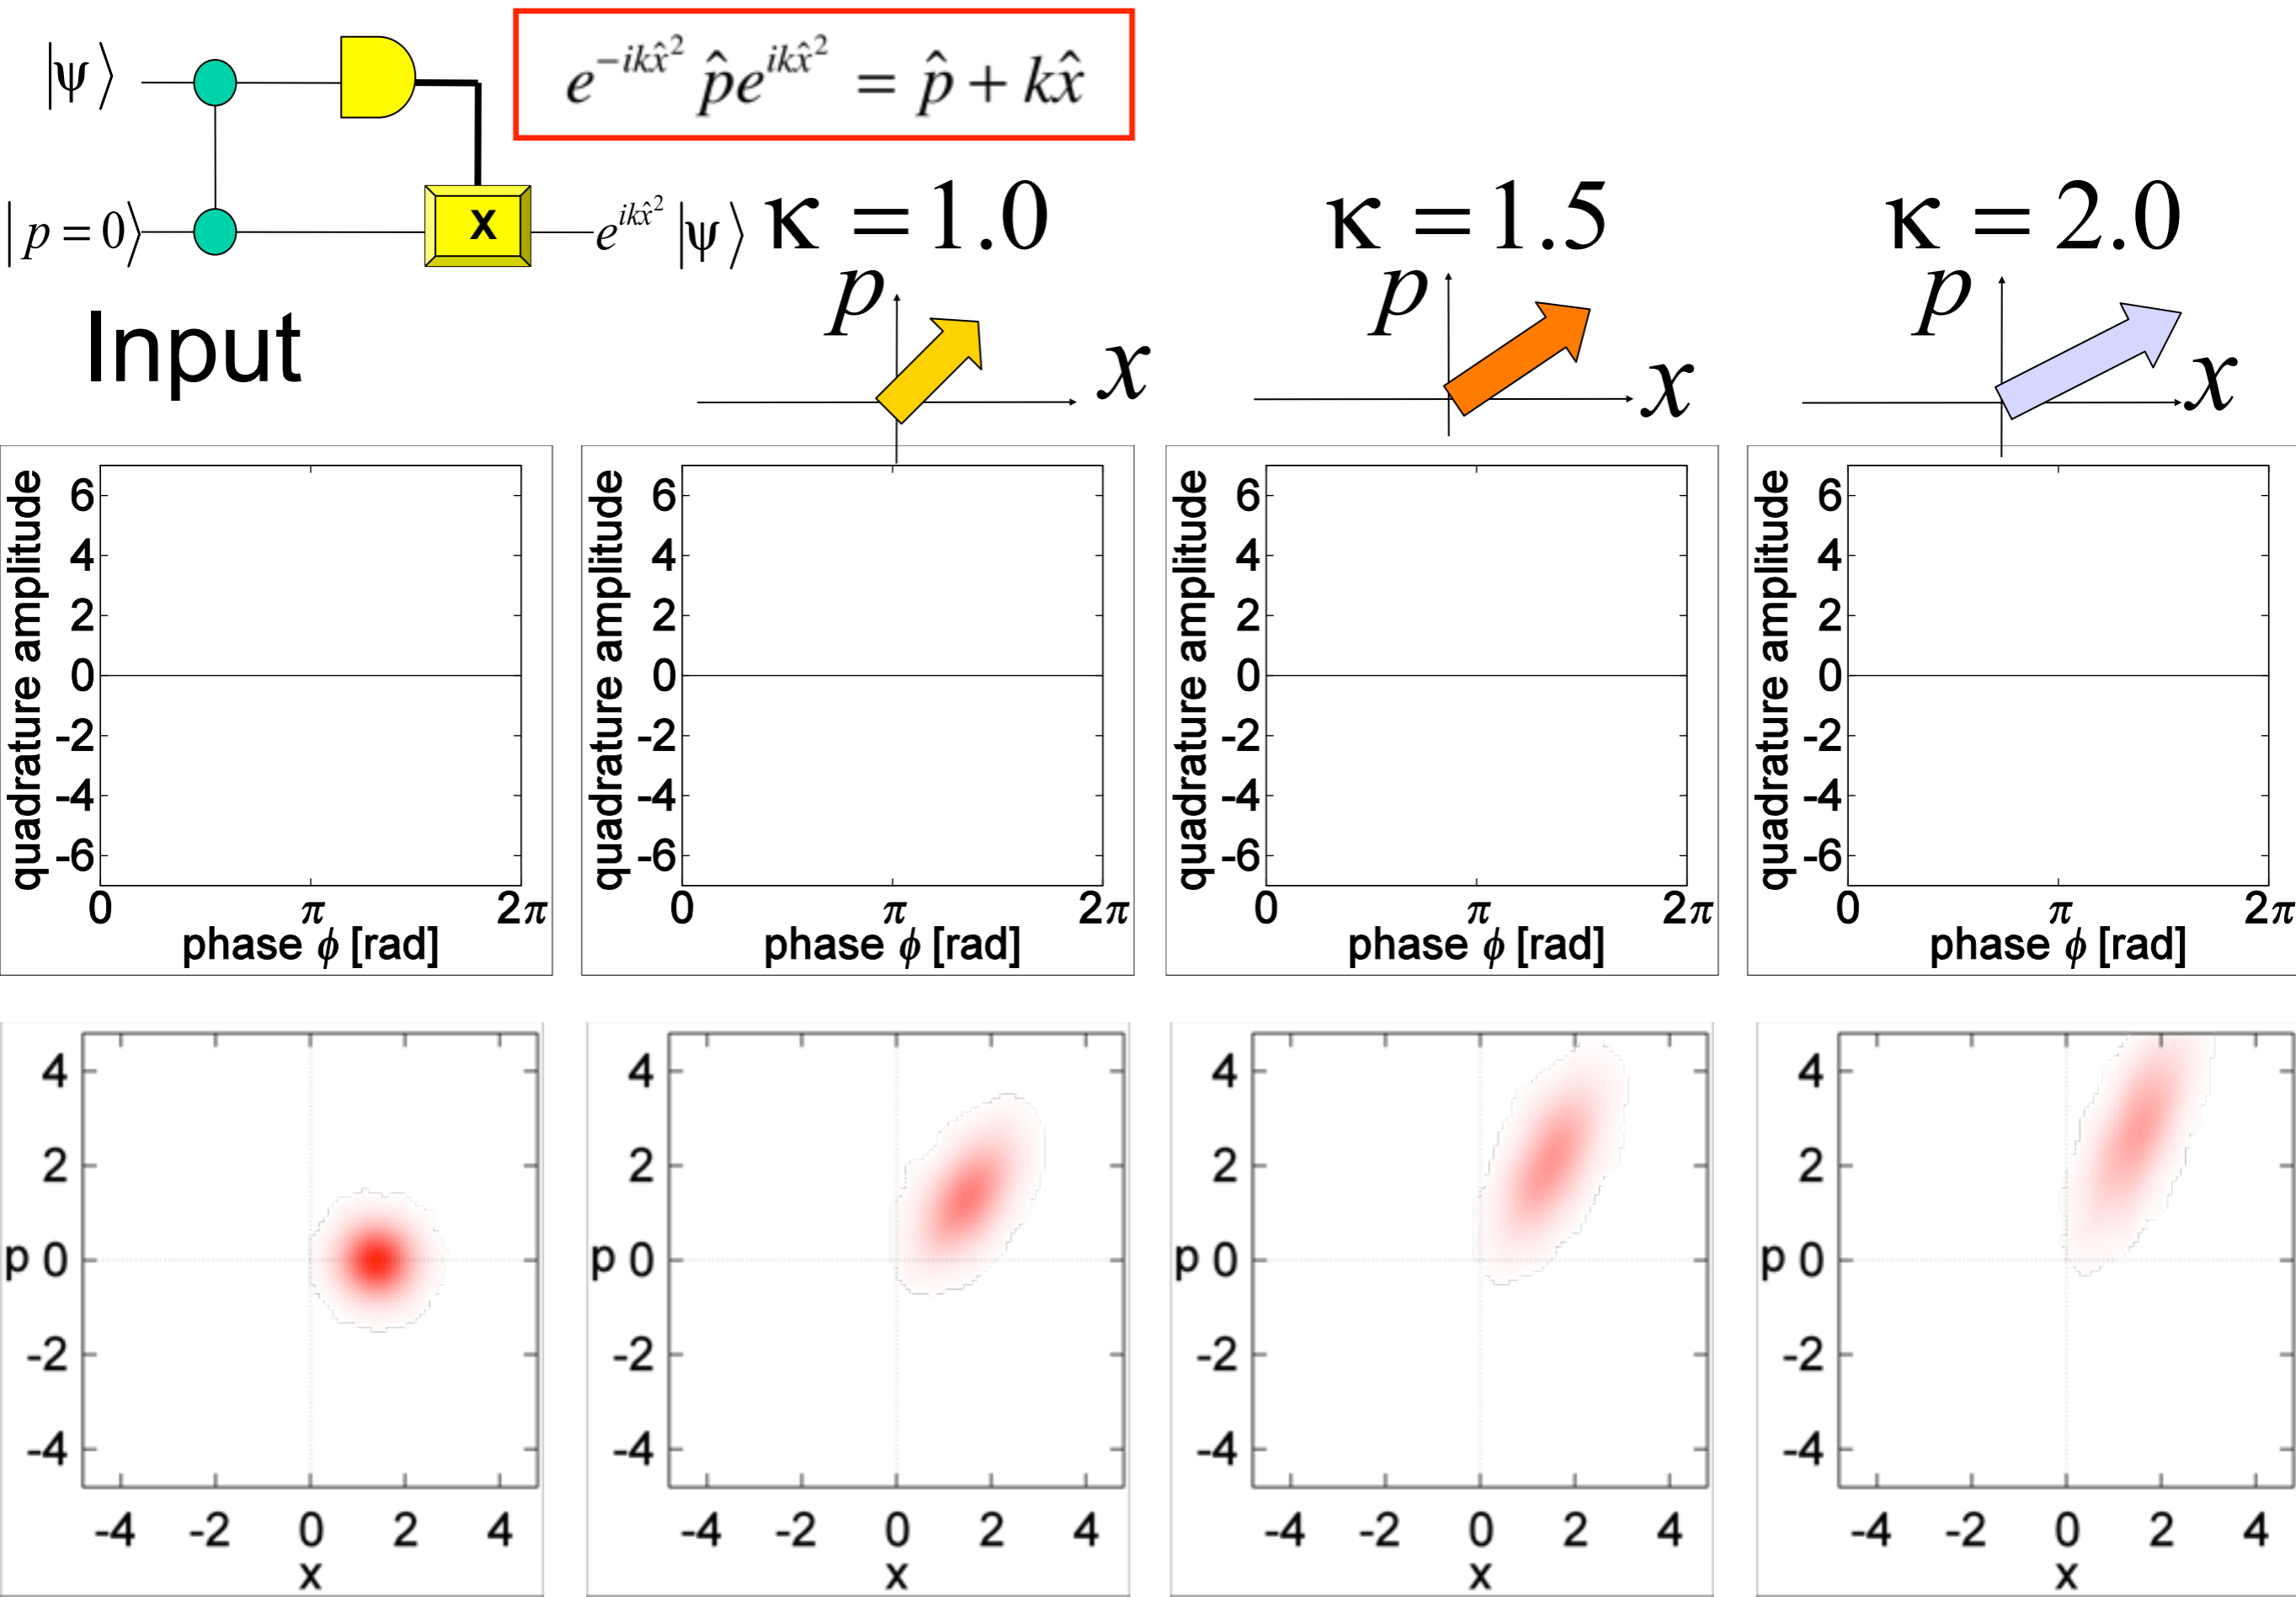 |ψ⟩
e^{-ikx̂²} p̂e^{ikx̂²} = p̂ + kx̂
|p = 0⟩
X
e^{ikx̂²}|ψ⟩
κ = 1.0
κ = 1.5
κ = 2.0
Input
p
x
p
x
p
x
quadrature amplitude
6
4
2
0
-2
-4
-6
0 π 2π
phase ϕ [rad]
quadrature amplitude
6
4
2
0
-2
-4
-6
0 π 2π
phase ϕ [rad]
quadrature amplitude
6
4
2
0
-2
-4
-6
0 π 2π
phase ϕ [rad]
quadrature amplitude
6
4
2
0
-2
-4
-6
0 π 2π
phase ϕ [rad]
4
2
p 0
-2
-4
-4 -2 0 2 4
x
4
2
p 0
-2
-4
-4 -2 0 2 4
x
4
2
p 0
-2
-4
-4 -2 0 2 4
x
4
2
p 0
-2
-4
-4 -2 0 2 4
x